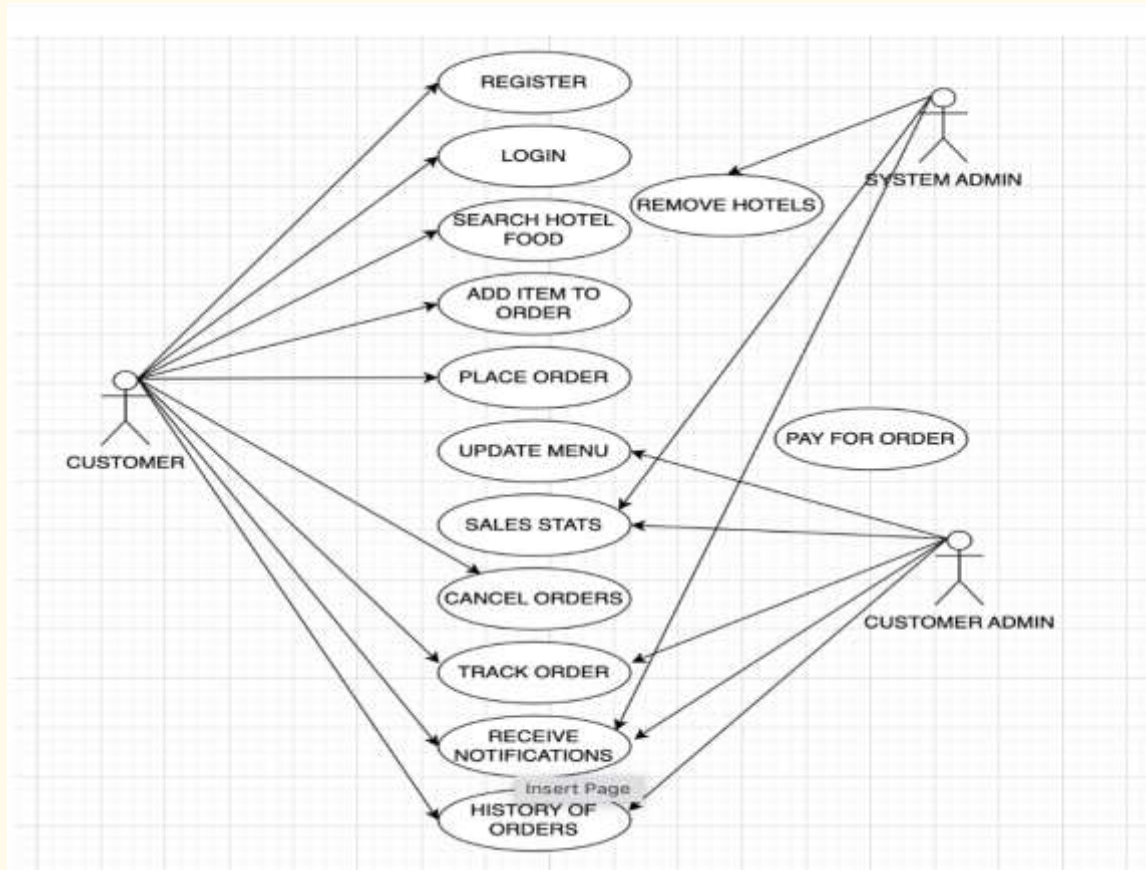 REGISTER
LOGIN
SYSTEM ADMIN
REMOVE HOTELS
SEARCH HOTEL
FOOD
ADD ITEM TO
ORDER
PLACE ORDER
CUSTOMER
UPDATE MENU
PAY FOR ORDER
SALES STATS
CANCEL ORDERS
CUSTOMER ADMIN
TRACK ORDER
RECEIVE
NOTIFICATIONS
Insert Page
HISTORY OF
ORDERS